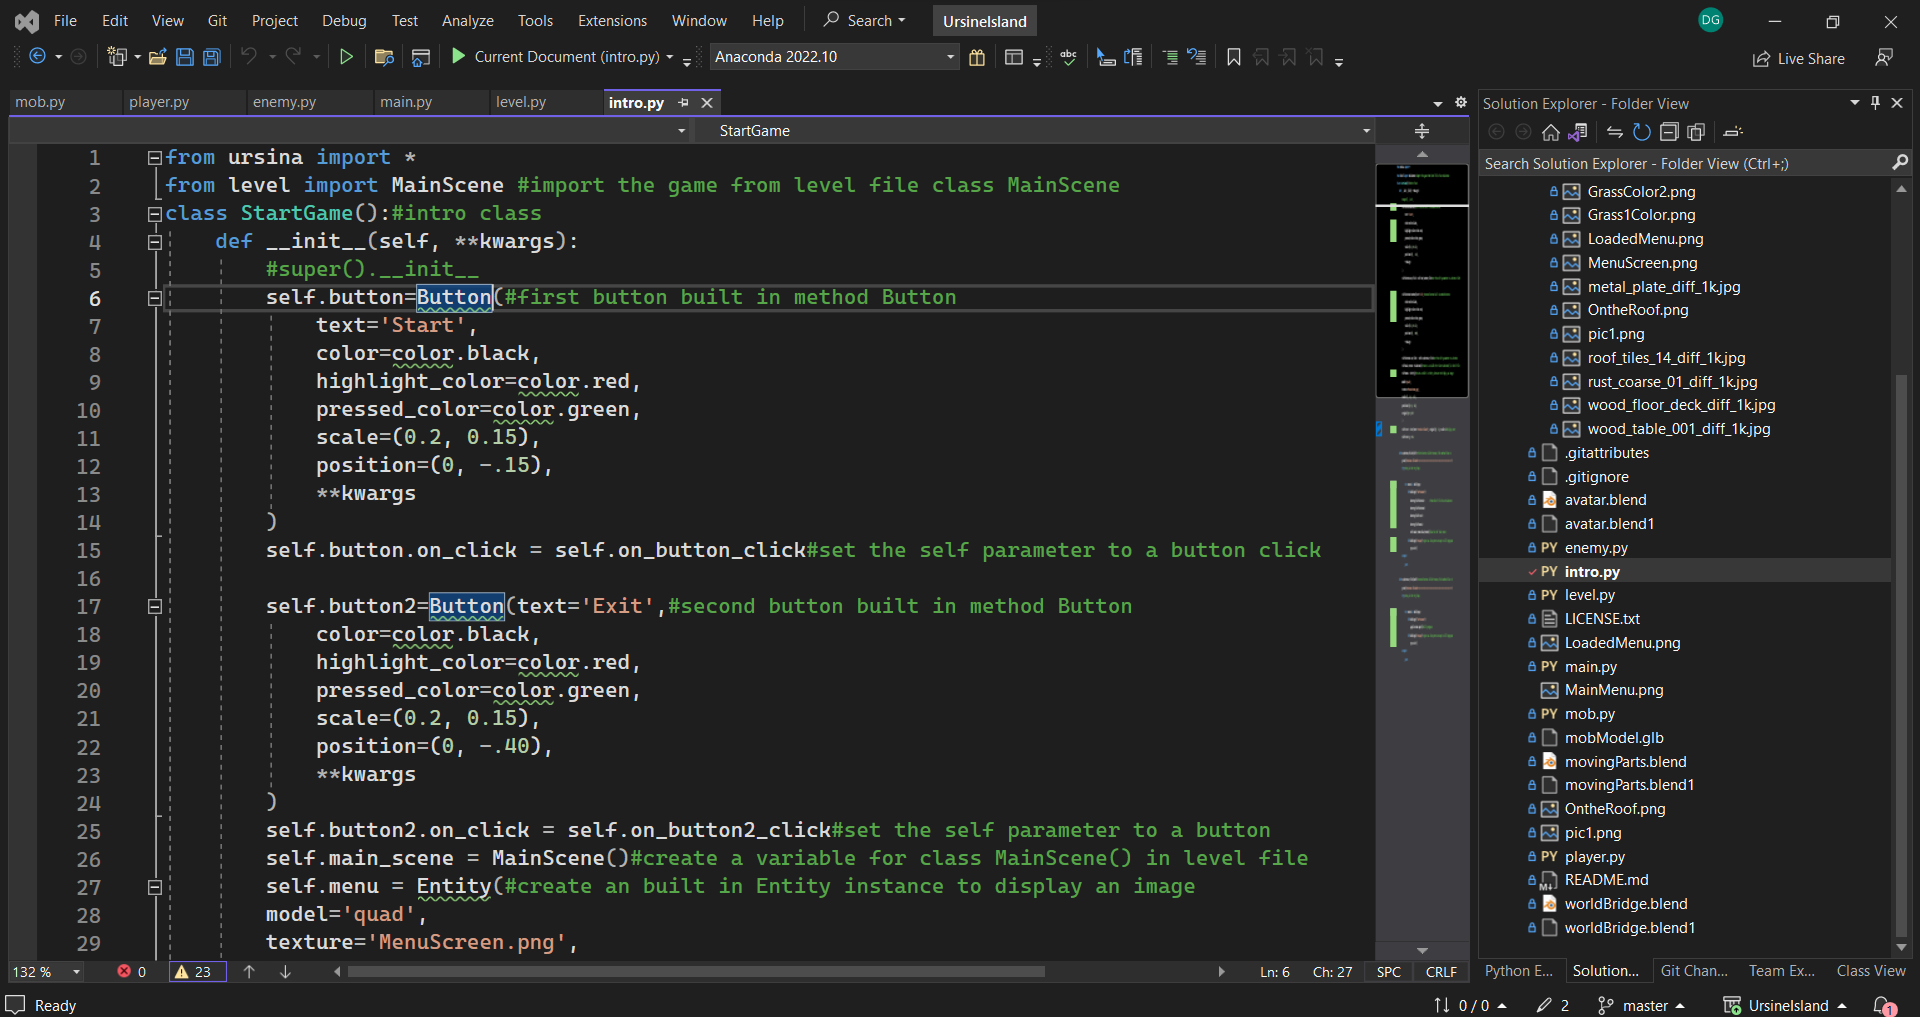 File Edit View Git Project Debug Test Analyze Tools Extensions Window Help Search UrsineIsland DG
Current Document (intro.py) Anaconda 2022.10 abc Live Share
mob.py player.py enemy.py main.py level.py intro.py
StartGame
1 from ursina import *
2 from level import MainScene #import the game from level file class MainScene
3 class StartGame():#intro class
4 def __init__(self, **kwargs):
5 #super().__init__
6 self.button=Button(#first button built in method Button
7 text='Start',
8 color=color.black,
9 highlight_color=color.red,
10 pressed_color=color.green,
11 scale=(0.2, 0.15),
12 position=(0, -.15),
13 **kwargs
14 )
15 self.button.on_click = self.on_button_click#set the self parameter to a button click
16
17 self.button2=Button(text='Exit',#second button built in method Button
18 color=color.black,
19 highlight_color=color.red,
20 pressed_color=color.green,
21 scale=(0.2, 0.15),
22 position=(0, -.40),
23 **kwargs
24 )
25 self.button2.on_click = self.on_button2_click#set the self parameter to a button
26 self.main_scene = MainScene()#create a variable for class MainScene() in level file
27 self.menu = Entity(#create an built in Entity instance to display an image
28 model='quad',
29 texture='MenuScreen.png',
132 % 0 23 Ln: 6 Ch: 27 SPC CRLF
Solution Explorer - Folder View
Search Solution Explorer - Folder View (Ctrl+;)
GrassColor2.png
Grass1Color.png
LoadedMenu.png
MenuScreen.png
metal_plate_diff_1k.jpg
OntheRoof.png
pic1.png
roof_tiles_14_diff_1k.jpg
rust_coarse_01_diff_1k.jpg
wood_floor_deck_diff_1k.jpg
wood_table_001_diff_1k.jpg
.gitattributes
.gitignore
avatar.blend
avatar.blend1
PY enemy.py
PY intro.py
PY level.py
LICENSE.txt
LoadedMenu.png
PY main.py
MainMenu.png
PY mob.py
mobModel.glb
movingParts.blend
movingParts.blend1
OntheRoof.png
pic1.png
PY player.py
M↓ README.md
worldBridge.blend
worldBridge.blend1
Python E... Solution... Git Chan... Team Ex... Class View
Ready 0 / 0 2 master UrsineIsland 1